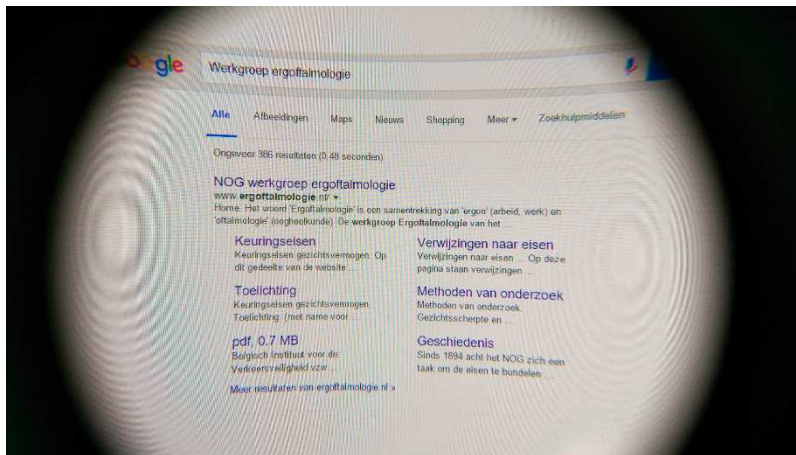 gle
Werkgroep ergoftalmologie
Alle Afbeeldingen Maps Nieuws Shopping Meer Zoekhulpmiddelen
Ongeveer 366 resultaten (0,48 seconden)
NOG werkgroep ergoftalmologie
www.ergoftalmologie.nl/
Home. Het woord 'Ergoftalmologie' is een samentrekking van 'ergon' (arbeid, werk) en
'oftalmologie' (oogheelkunde). De werkgroep Ergoftalmologie van het ...
Keuringseisen
Keuringseisen gezichtsvermogen. Op
dit gedeelte van de website ...
Verwijzingen naar eisen
Verwijzingen naar eisen ... Op deze
pagina staan verwijzingen ...
Toelichting
Keuringseisen gezichtsvermogen.
Toelichting. (met name voor ...
Methoden van onderzoek
Methoden van onderzoek.
Gezichtsscherpte en ...
pdf, 0.7 MB
Belgisch Instituut voor de
Verkeersveiligheid vzw ...
Geschiedenis
Sinds 1894 acht het NOG zich een
taak om de eisen te bundelen ...
Meer resultaten van ergoftalmologie.nl »